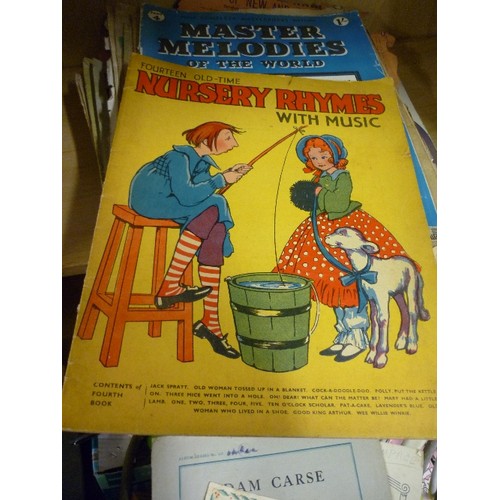 NEW
MASTER
MELODIES
OF THE WORLD
1/-
FOURTEEN OLD-TIME
NURSERY RHYMES
WITH MUSIC
CONTENTS of
FOURTH
BOOK
JACK SPRATT. OLD WOMAN TOSSED UP IN A BLANKET. COCK-A-DOODLE-DOO. POLLY, PUT THE KETTLE
ON. THREE MICE WENT INTO A HOLE. OH! DEAR! WHAT CAN THE MATTER BE? MARY HAD A LITTLE
LAMB. ONE, TWO, THREE, FOUR, FIVE. TEN O'CLOCK SCHOLAR. PAT-A-CAKE. LAVENDER'S BLUE. OLD
WOMAN WHO LIVED IN A SHOE. GOOD KING ARTHUR. WEE WILLIE WINKIE.
DAM CARSE